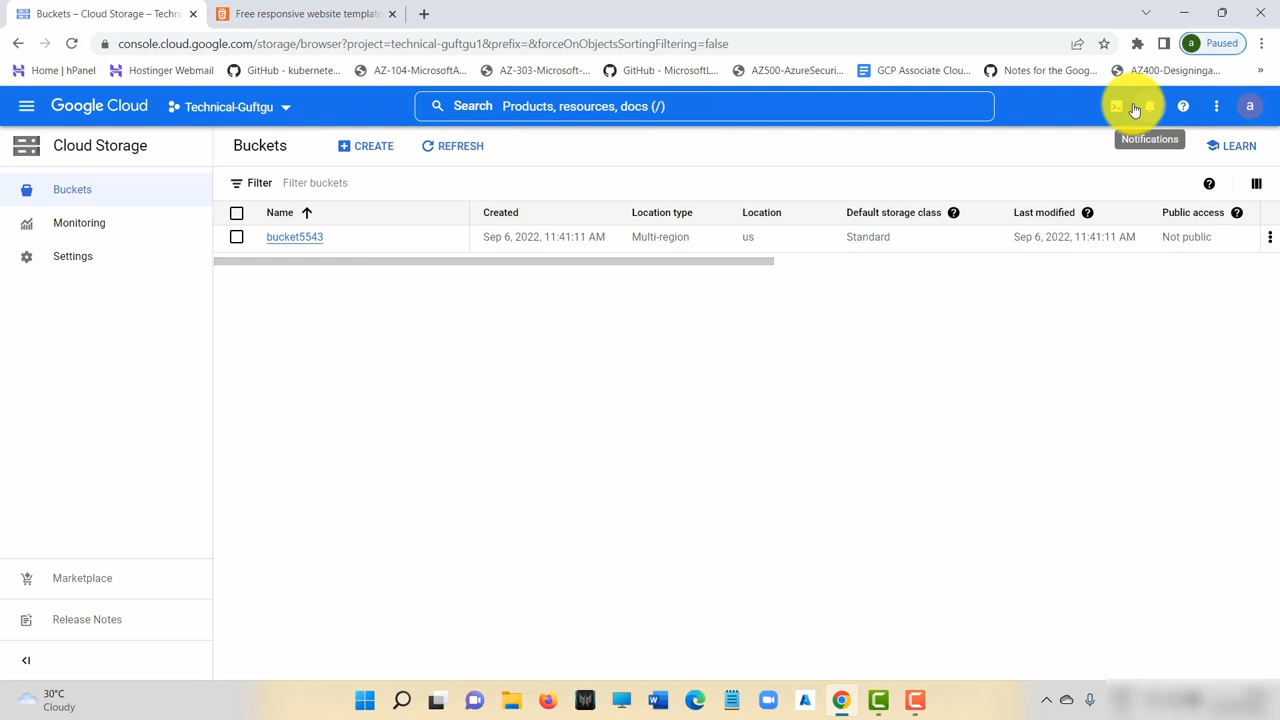 Buckets – Cloud Storage – Techni
Free responsive website template
console.cloud.google.com/storage/browser?project=technical-guftgu1&prefix=&forceOnObjectsSortingFiltering=false
a Paused
Home | hPanel
Hostinger Webmail
GitHub - kubernete...
AZ-104-MicrosoftA...
AZ-303-Microsoft-...
GitHub — MicrosoftL...
AZ500-AzureSecuri...
GCP Associate Clou...
Notes for the Goog...
AZ400-Designinga...
»
Google Cloud
Technical-Guftgu
Search Products, resources, docs (/)
a
Notifications
Cloud Storage
Buckets
CREATE
REFRESH
LEARN
Buckets
Monitoring
Settings
Filter Filter buckets
Name Created Location type Location Default storage class Last modified Public access
bucket5543 Sep 6, 2022, 11:41:11 AM Multi-region us Standard Sep 6, 2022, 11:41:11 AM Not public
Marketplace
Release Notes
30°C
Cloudy